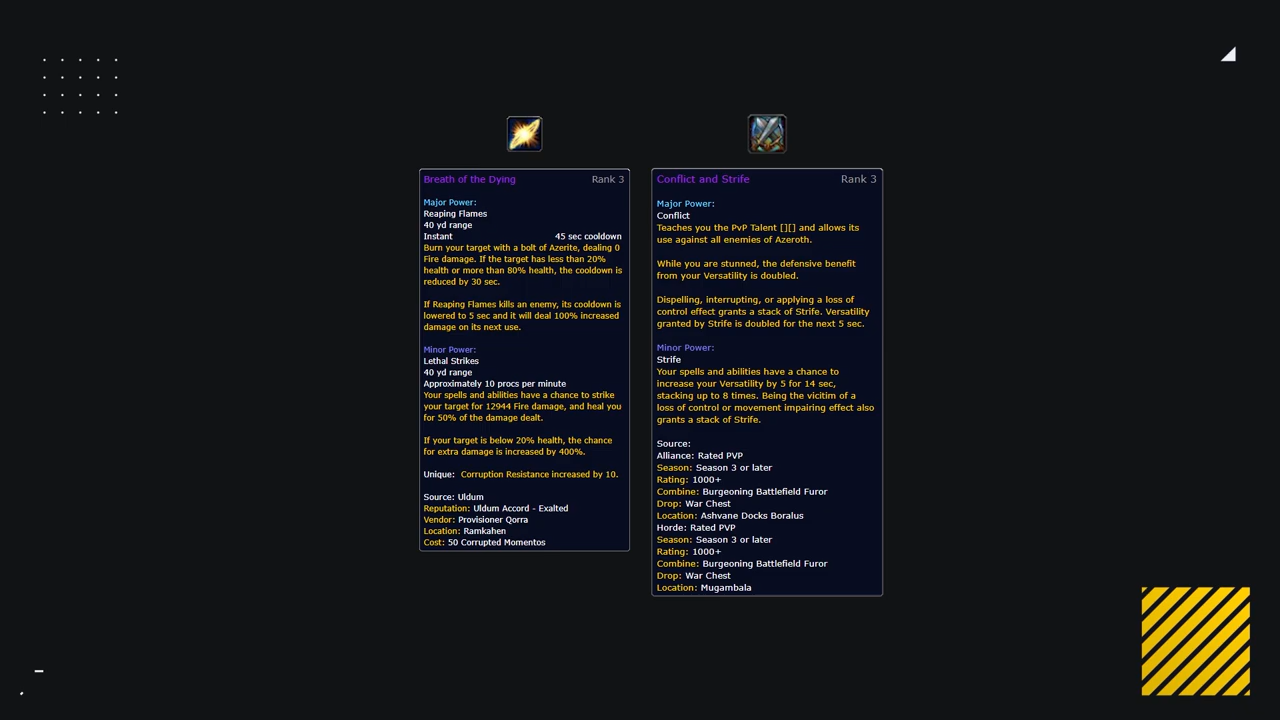 Breath of the Dying Rank 3
Major Power:
Reaping Flames
40 yd range
Instant 45 sec cooldown
Burn your target with a bolt of Azerite, dealing 0
Fire damage. If the target has less than 20%
health or more than 80% health, the cooldown is
reduced by 30 sec.
If Reaping Flames kills an enemy, its cooldown is
lowered to 5 sec and it will deal 100% increased
damage on its next use.
Minor Power:
Lethal Strikes
40 yd range
Approximately 10 procs per minute
Your spells and abilities have a chance to strike
your target for 12944 Fire damage, and heal you
for 50% of the damage dealt.
If your target is below 20% health, the chance
for extra damage is increased by 400%.
Unique: Corruption Resistance increased by 10.
Source: Uldum
Reputation: Uldum Accord - Exalted
Vendor: Provisioner Qorra
Location: Ramkahen
Cost: 50 Corrupted Momentos
Conflict and Strife Rank 3
Major Power:
Conflict
Teaches you the PvP Talent [][] and allows its
use against all enemies of Azeroth.
While you are stunned, the defensive benefit
from your Versatility is doubled.
Dispelling, interrupting, or applying a loss of
control effect grants a stack of Strife. Versatility
granted by Strife is doubled for the next 5 sec.
Minor Power:
Strife
Your spells and abilities have a chance to
increase your Versatility by 5 for 14 sec,
stacking up to 8 times. Being the vicitim of a
loss of control or movement impairing effect also
grants a stack of Strife.
Source:
Alliance: Rated PVP
Season: Season 3 or later
Rating: 1000+
Combine: Burgeoning Battlefield Furor
Drop: War Chest
Location: Ashvane Docks Boralus
Horde: Rated PVP
Season: Season 3 or later
Rating: 1000+
Combine: Burgeoning Battlefield Furor
Drop: War Chest
Location: Mugambala